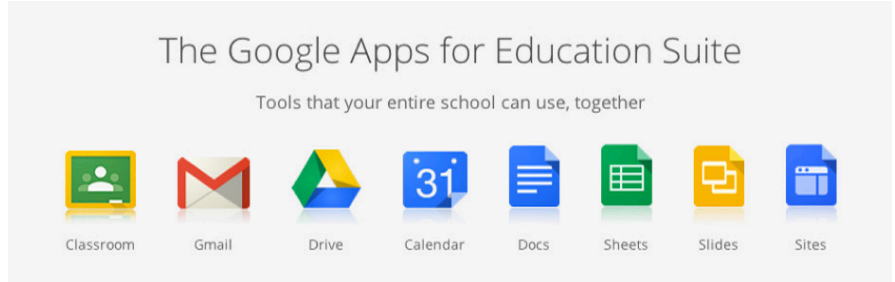 The Google Apps for Education Suite
Tools that your entire school can use, together
31
Classroom Gmail Drive Calendar Docs Sheets Slides Sites